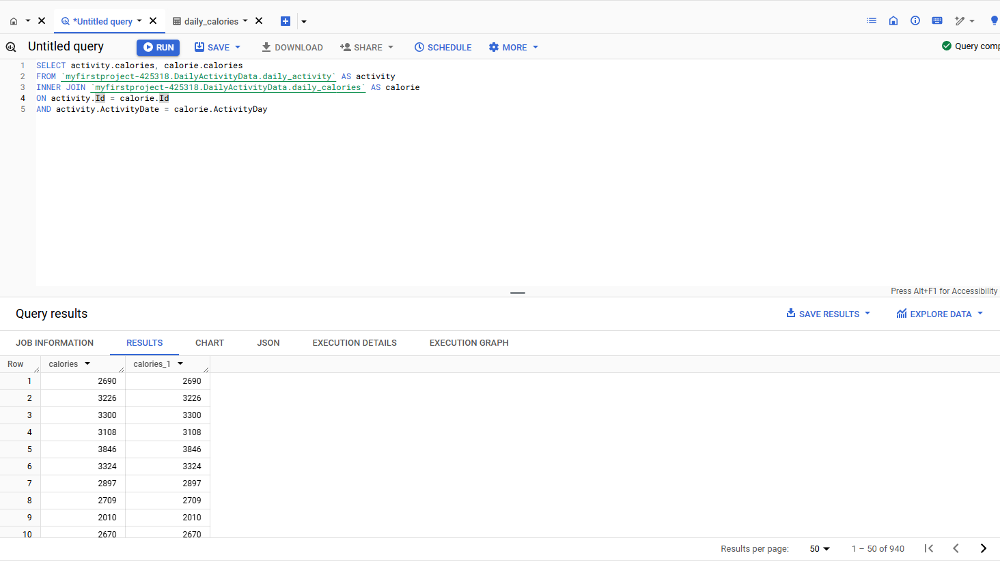 *Untitled query
daily_calories
Untitled query
RUN
SAVE
DOWNLOAD
SHARE
SCHEDULE
MORE
Query comp
1 SELECT activity.calories, calorie.calories
2 FROM `myfirstproject-425318.DailyActivityData.daily_activity` AS activity
3 INNER JOIN `myfirstproject-425318.DailyActivityData.daily_calories` AS calorie
4 ON activity.Id = calorie.Id
5 AND activity.ActivityDate = calorie.ActivityDay
Press Alt+F1 for Accessibility
Query results
SAVE RESULTS
EXPLORE DATA
JOB INFORMATION
RESULTS
CHART
JSON
EXECUTION DETAILS
EXECUTION GRAPH
Row calories calories_1
1 2690 2690
2 3226 3226
3 3300 3300
4 3108 3108
5 3846 3846
6 3324 3324
7 2897 2897
8 2709 2709
9 2010 2010
10 2670 2670
Results per page: 50 1 – 50 of 940